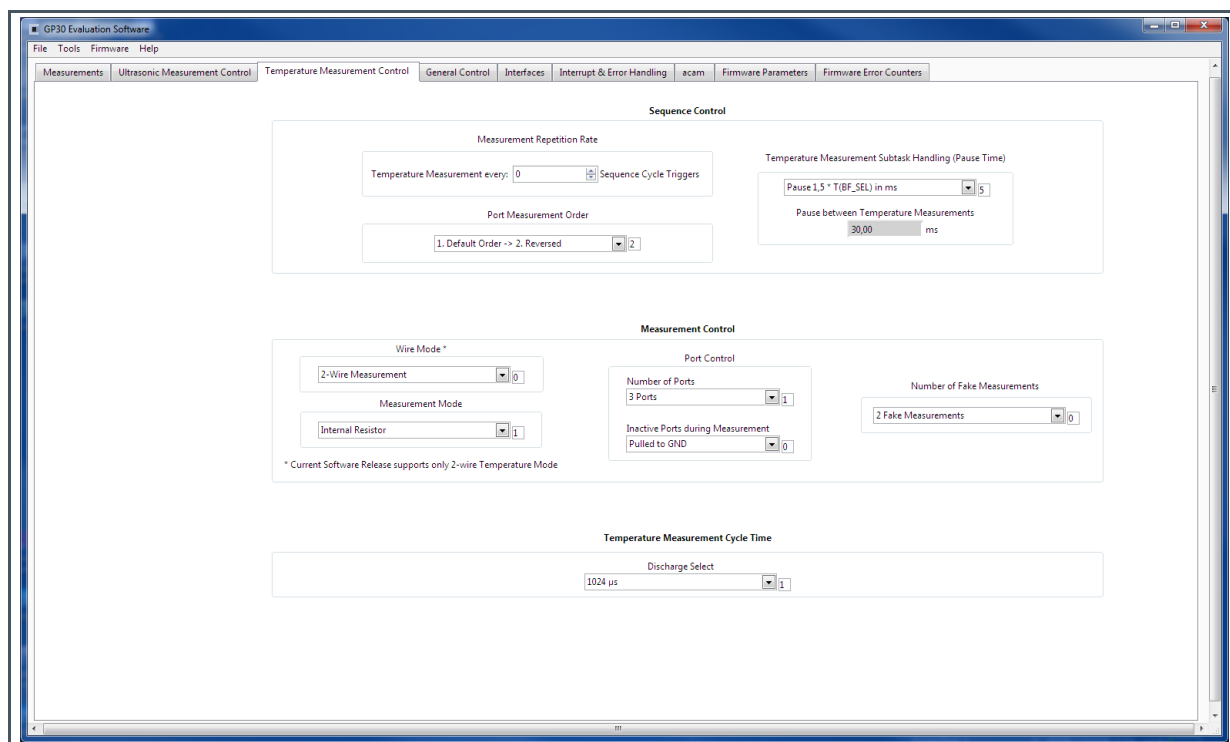 GP30 Evaluation Software
File Tools Firmware Help
Measurements Ultrasonic Measurement Control Temperature Measurement Control General Control Interfaces Interrupt & Error Handling acam Firmware Parameters Firmware Error Counters
Sequence Control
Measurement Repetition Rate
Temperature Measurement every: 0 Sequence Cycle Triggers
Port Measurement Order
1. Default Order -> 2. Reversed 2
Temperature Measurement Subtask Handling (Pause Time)
Pause 1,5 * T(BF_SEL) in ms 5
Pause between Temperature Measurements
30,00 ms
Measurement Control
Wire Mode *
2-Wire Measurement 0
Measurement Mode
Internal Resistor 1
* Current Software Release supports only 2-wire Temperature Mode
Port Control
Number of Ports
3 Ports 1
Inactive Ports during Measurement
Pulled to GND 0
Number of Fake Measurements
2 Fake Measurements 0
Temperature Measurement Cycle Time
Discharge Select
1024 µs 1